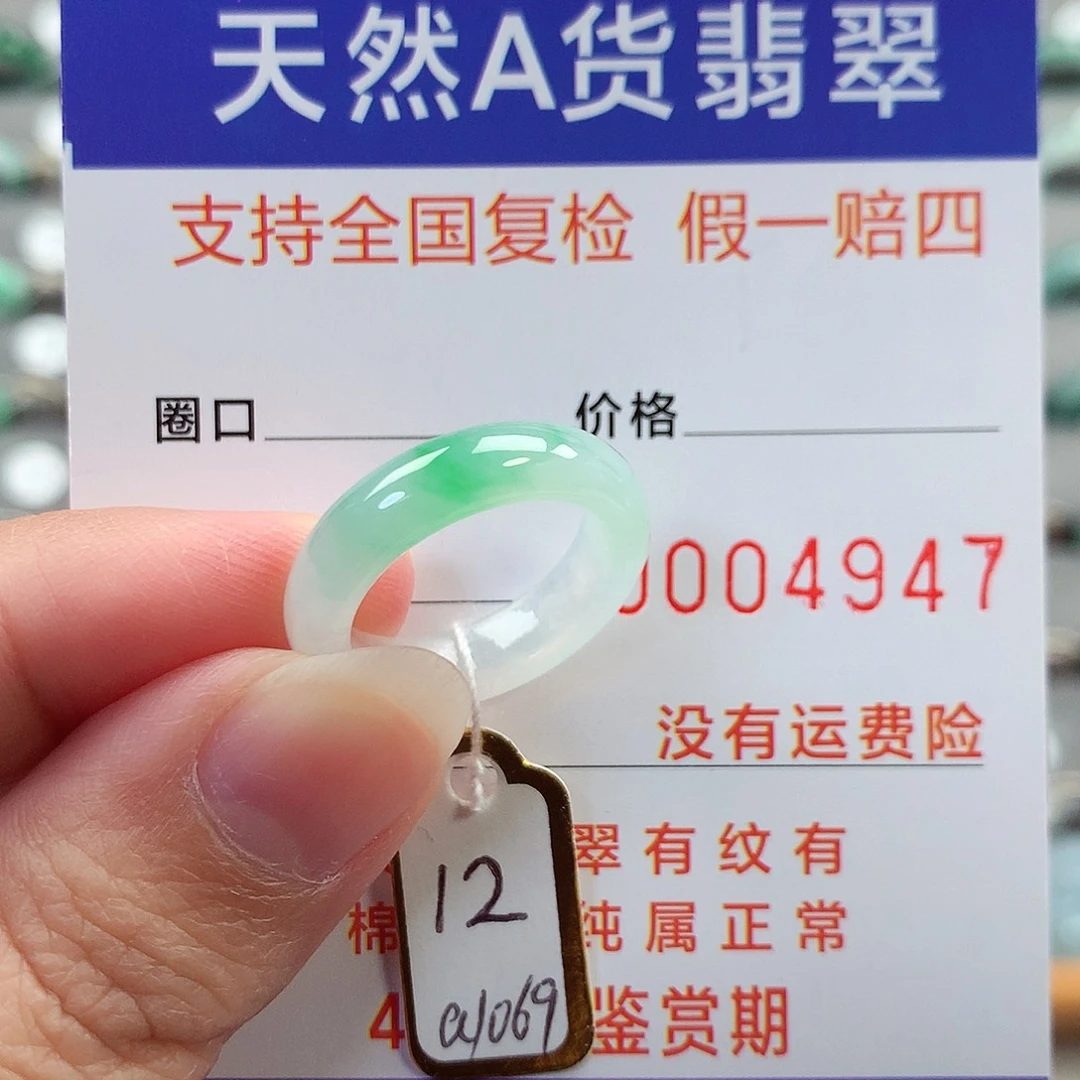 天然A货翡翠
支持全国复检 假一赔四
圈口 价格
0004947
没有运费险
翠有纹有
棉 纯属正常
4 鉴赏期
12
a1069